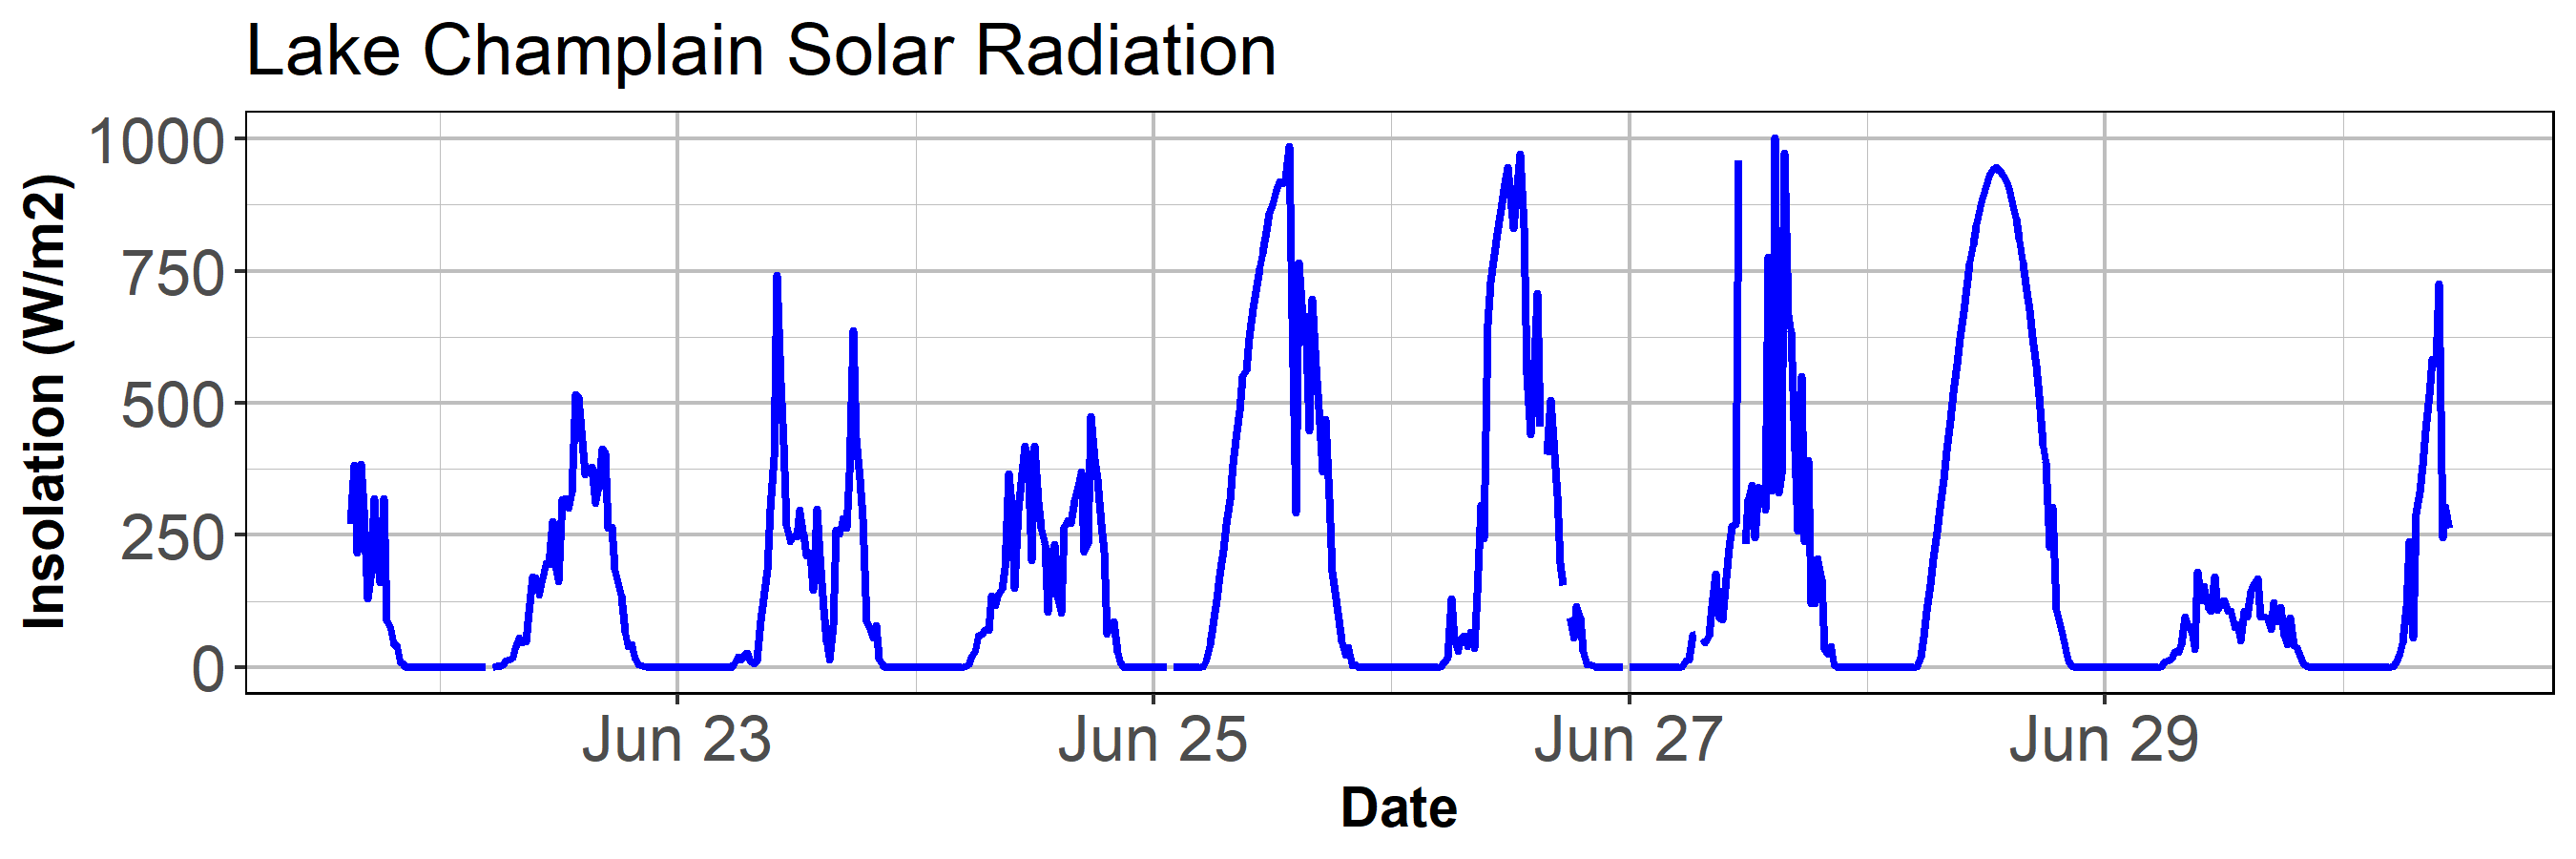 Lake Champlain Solar Radiation
Insolation (W/m2)
1000
750
500
250
0
Jun 23 Jun 25 Jun 27 Jun 29
Date